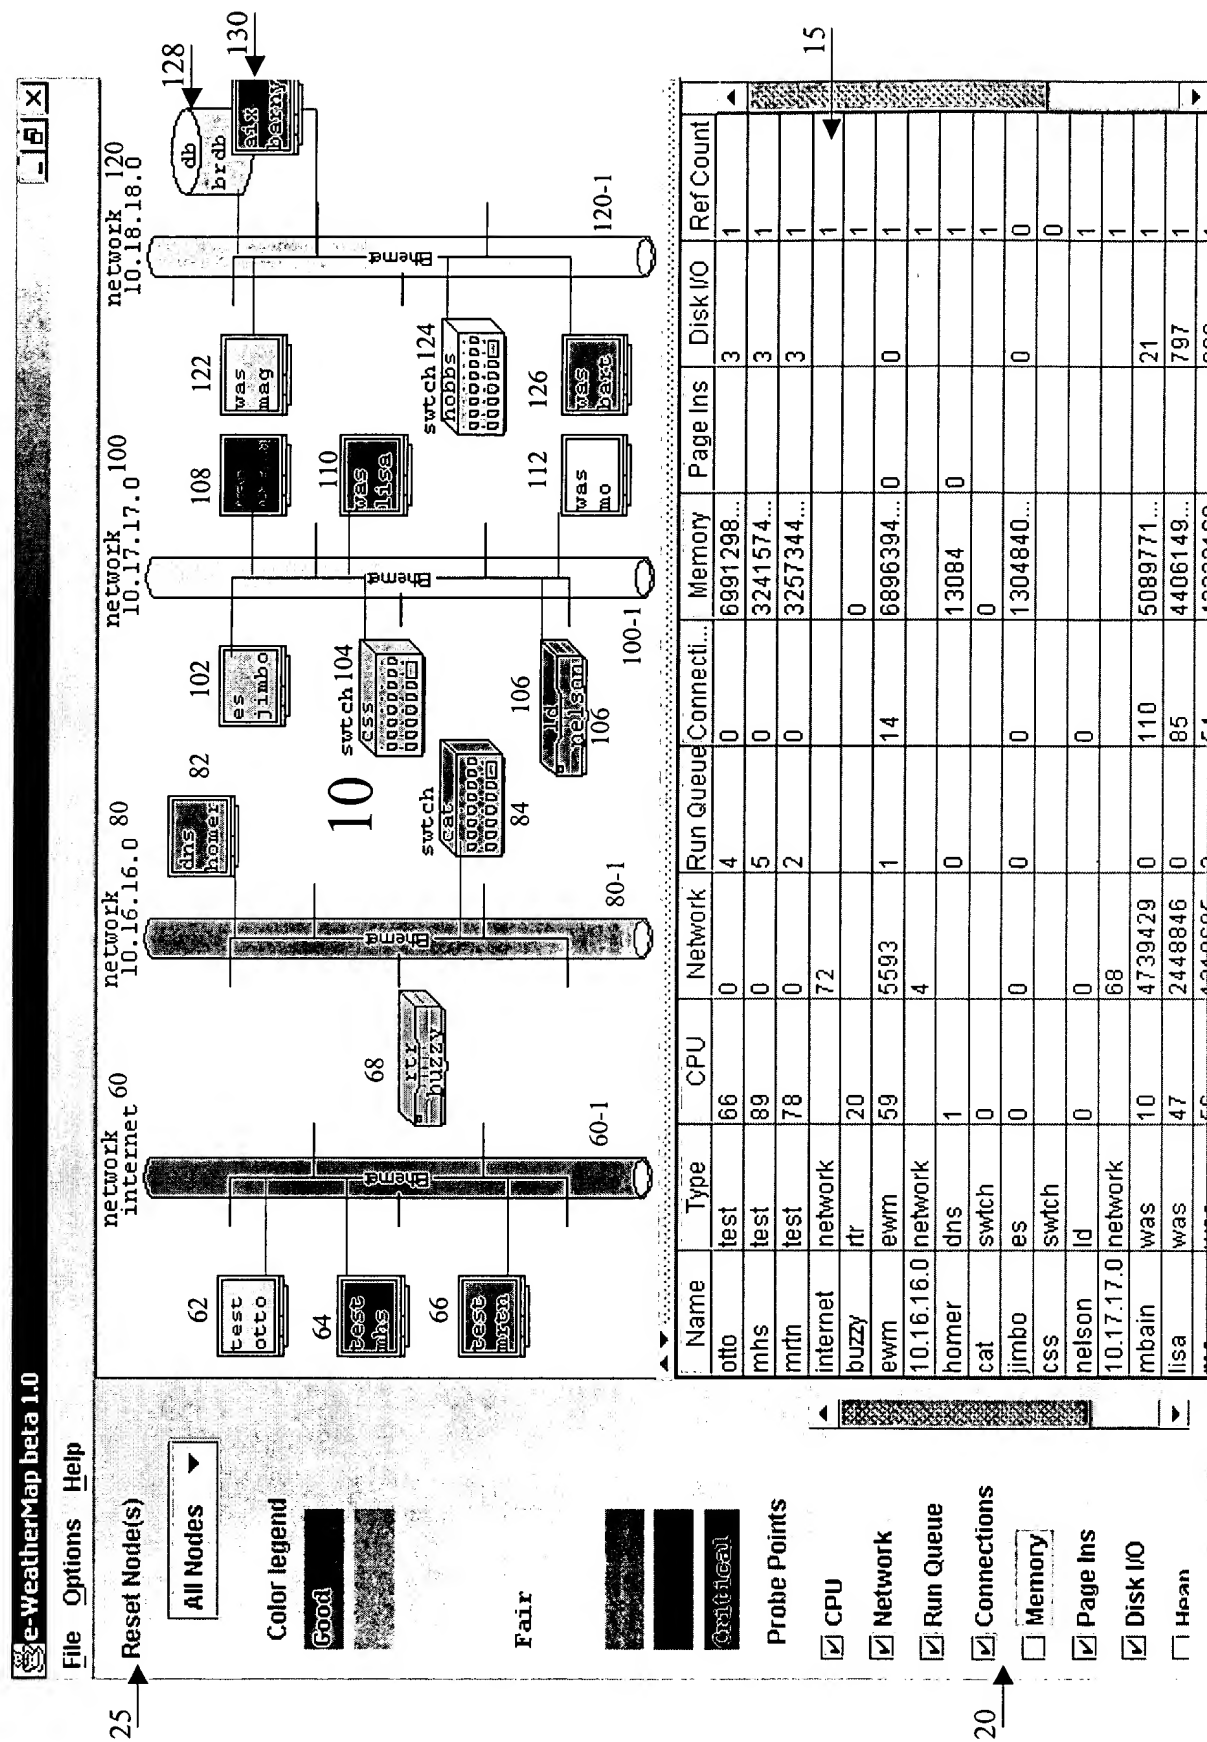 e-WeatherMap beta 1.0
File Options Help
25
Reset Node(s)
All Nodes
Color legend
Good
Fair
Critical
Probe Points
CPU
Network
Run Queue
Connections
20
Memory
Page Ins
Disk I/O
Heap
network
internet 60
network
10.16.16.0 80
network
10.17.17.0 100
network 120
10.18.18.0
128
130
62
test
otto
64
test
mhs
66
test
mrtn
Ethernet
60-1
68
rtr
buzzy
Ethernet
80-1
82
dns
homer
swtch
cat
84
10
102
es
jimbo
swtch 104
css
106
ld
nelson
106
Ethernet
100-1
108
110
was
lisa
112
was
mo
122
was
mag
swtch 124
hobbs
126
was
bart
Ethernet
120-1
db
brdb
aix
barny
15
Name Type CPU Network Run Queue Connecti... Memory Page Ins Disk I/O Ref Count
otto test 66 0 4 0 6991298... 3 1
mhs test 89 0 5 0 3241574... 3 1
mrtn test 78 0 2 0 3257344... 3 1
internet network 72 1
buzzy rtr 20 0 1
ewm ewm 59 5593 1 14 6896394... 0 0 1
10.16.16.0 network 4 1
homer dns 1 0 13084 0 1
cat swtch 0 0 1
jimbo es 0 0 0 0 1304840... 0 0
css swtch 0
nelson ld 0 0 0 1
10.17.17.0 network 68 1
mbain was 10 4739429 0 110 5089771... 21 1
lisa was 47 2448846 0 85 4406149... 797 1